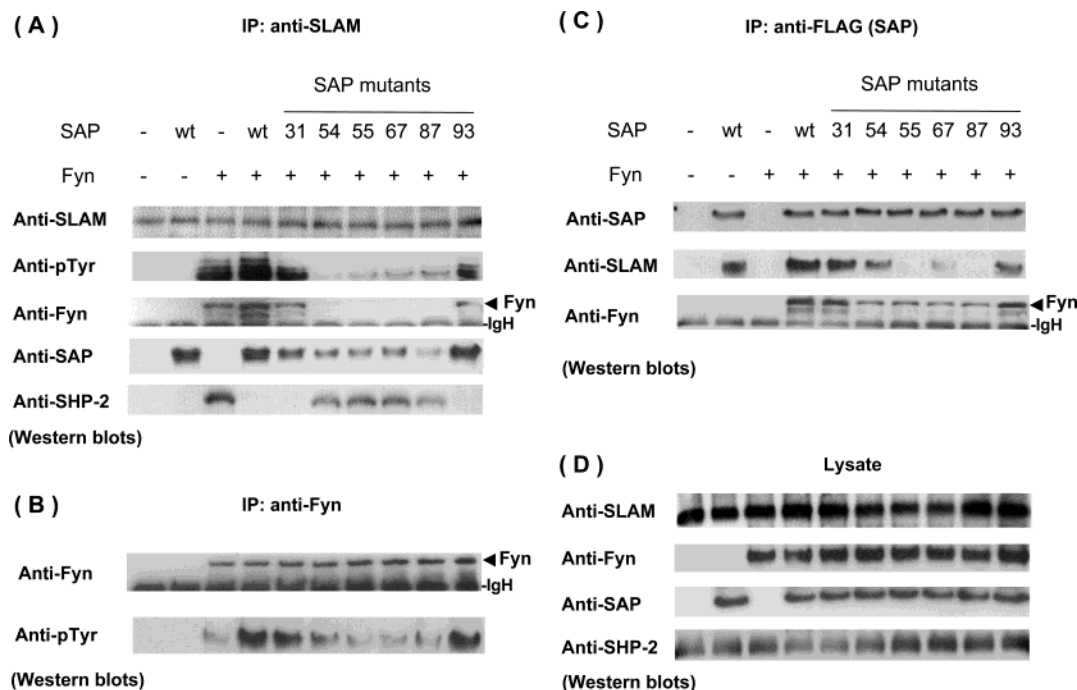 ( A )
IP: anti-SLAM
SAP mutants
SAP - wt - wt 31 54 55 67 87 93
Fyn - - + + + + + + + +
Anti-SLAM
Anti-pTyr
Anti-Fyn
Fyn
-IgH
Anti-SAP
Anti-SHP-2
(Western blots)
( B )
IP: anti-Fyn
Anti-Fyn
Fyn
-IgH
Anti-pTyr
(Western blots)
( C )
IP: anti-FLAG (SAP)
SAP mutants
SAP - wt - wt 31 54 55 67 87 93
Fyn - - + + + + + + + +
Anti-SAP
Anti-SLAM
Anti-Fyn
Fyn
-IgH
(Western blots)
( D )
Lysate
Anti-SLAM
Anti-Fyn
Anti-SAP
Anti-SHP-2
(Western blots)